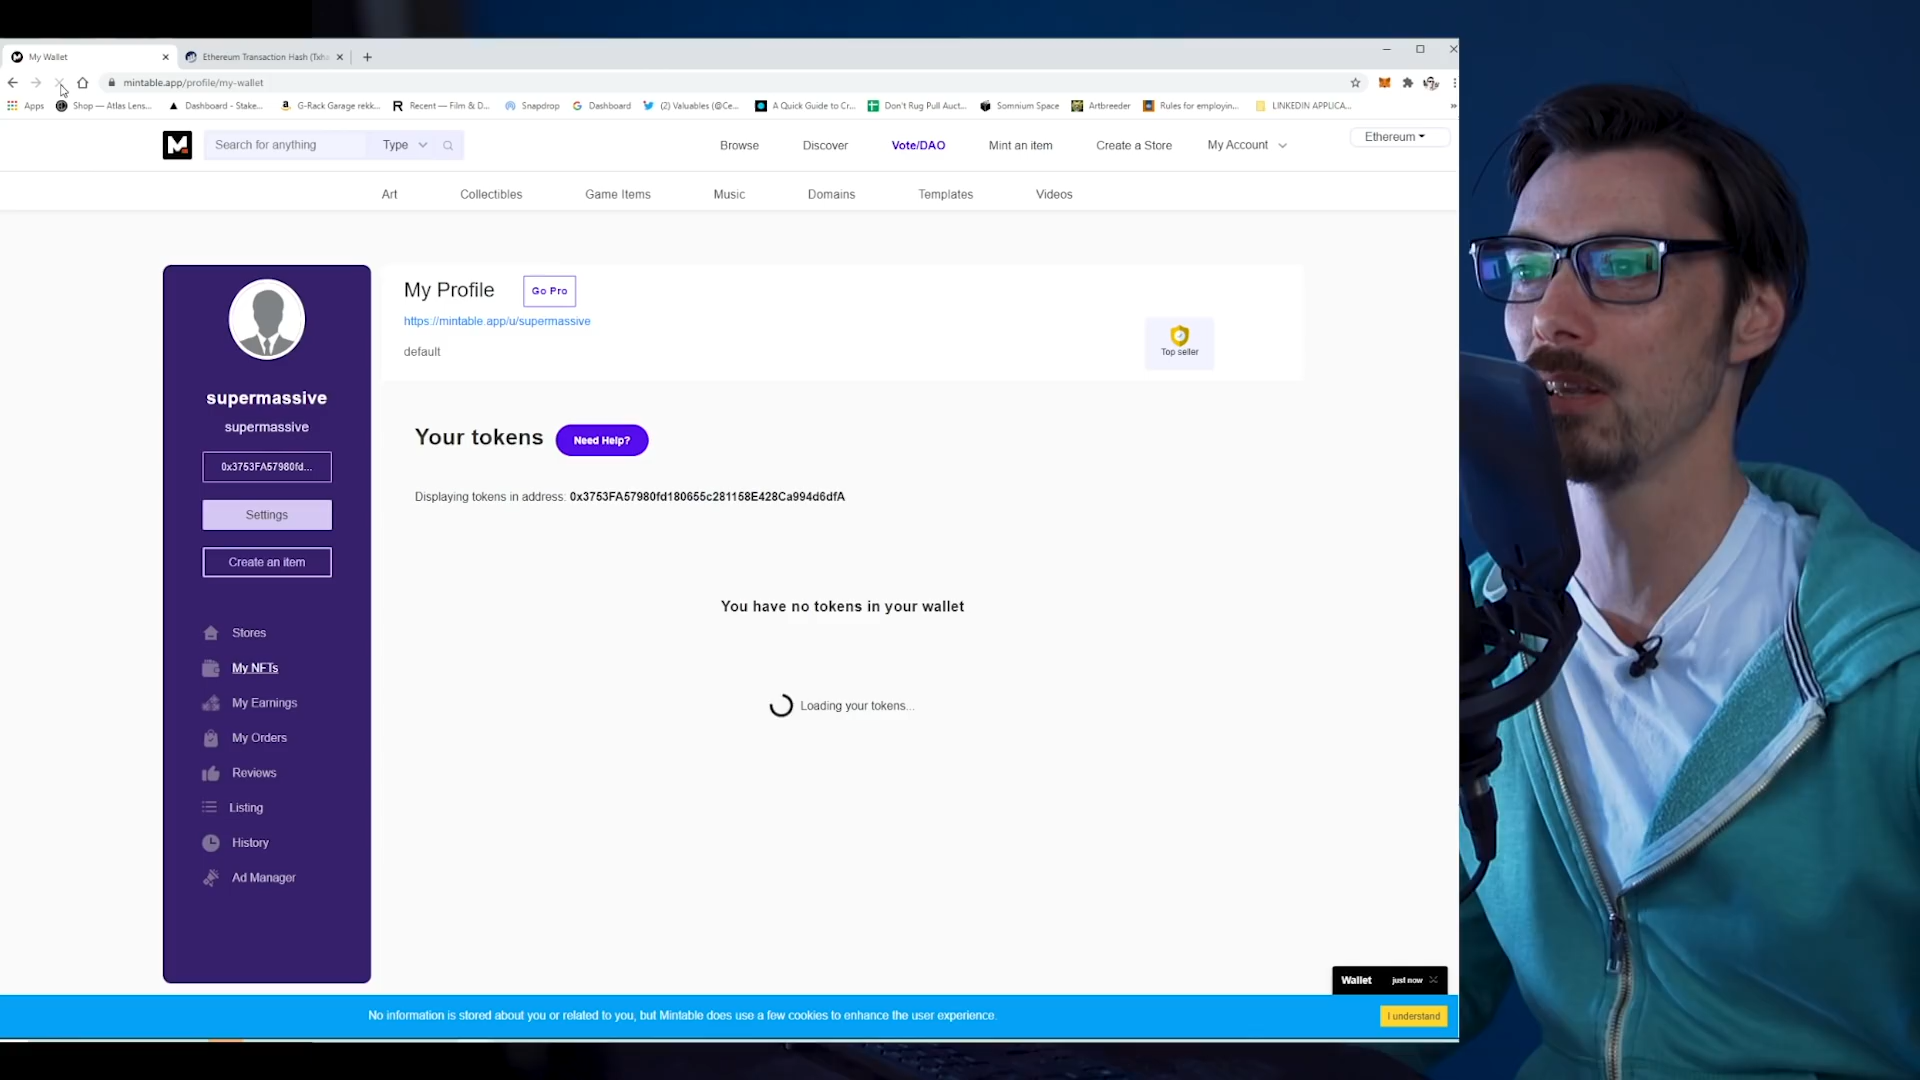 My Wallet
Ethereum Transaction Hash (Txha
mintable.app/profile/my-wallet
Apps
Shop — Atlas Lens...
Dashboard - Stake...
G-Rack Garage rekk...
Recent — Film & D...
Snapdrop
Dashboard
(2) Valuables (@Ce...
A Quick Guide to Cr...
Don't Rug Pull Auct...
Somnium Space
Artbreeder
Rules for employin...
LINKEDIN APPLICA...
M
Search for anything
Type
Browse
Discover
Vote/DAO
Mint an item
Create a Store
My Account
Ethereum
Art
Collectibles
Game Items
Music
Domains
Templates
Videos
My Profile
Go Pro
https://mintable.app/u/supermassive
default
Top seller
supermassive
supermassive
0x3753FA57980fd...
Settings
Create an item
Stores
My NFTs
My Earnings
My Orders
Reviews
Listing
History
Ad Manager
Your tokens
Need Help?
Displaying tokens in address: 0x3753FA57980fd180655c281158E428Ca994d6dfA
You have no tokens in your wallet
Loading your tokens...
Wallet
just now
No information is stored about you or related to you, but Mintable does use a few cookies to enhance the user experience.
I understand